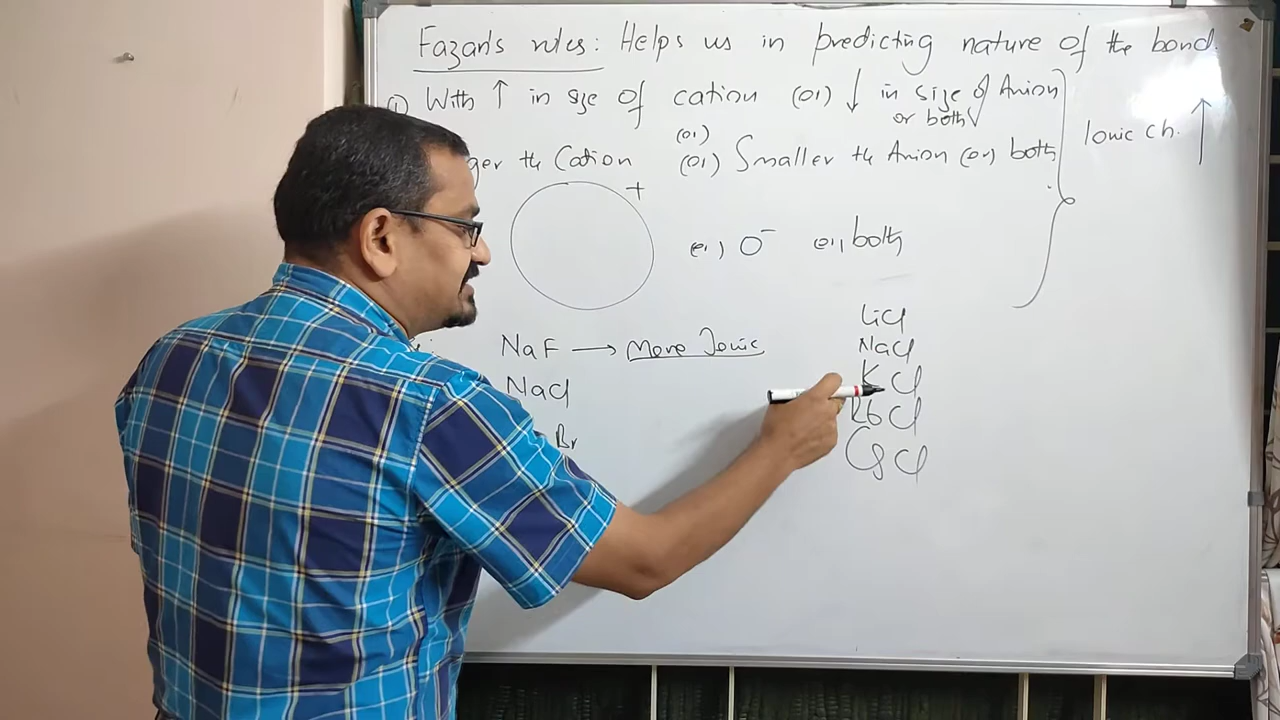 Fazan's rules: Helps us in predicting nature of the bond.
① With ↑ in size of cation (or) ↓ in size of Anion
or both
(or)
ger the Cation (or) Smaller the Anion (or) both
Ionic Ch. ↑
+
(or) O⁻ (or) both
LiCl
NaF → More Ionic
NaCl
KCl
NaCl
RbCl
Br
CsCl